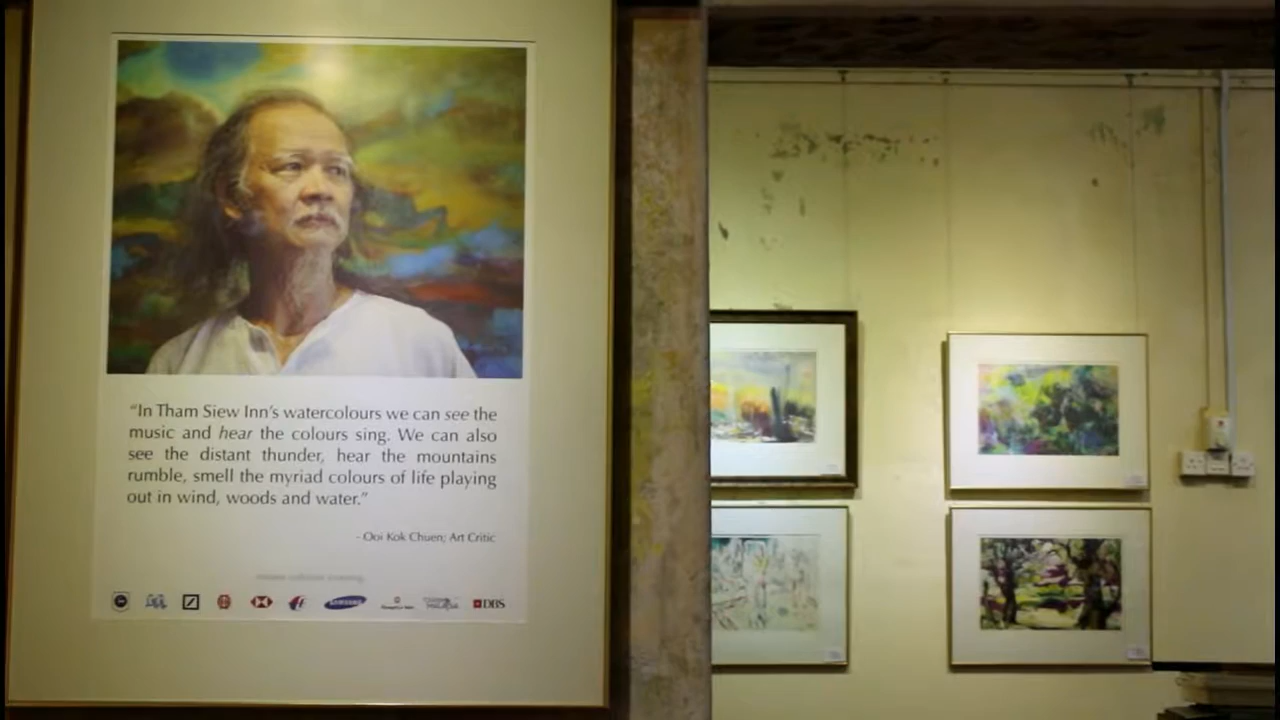 “In Tham Siew Inn’s watercolours we can see the
music and hear the colours sing. We can also
see the distant thunder, hear the mountains
rumble, smell the myriad colours of life playing
out in wind, woods and water.”
- Ooi Kok Chuen; Art Critic
SAMSUNG
DBS